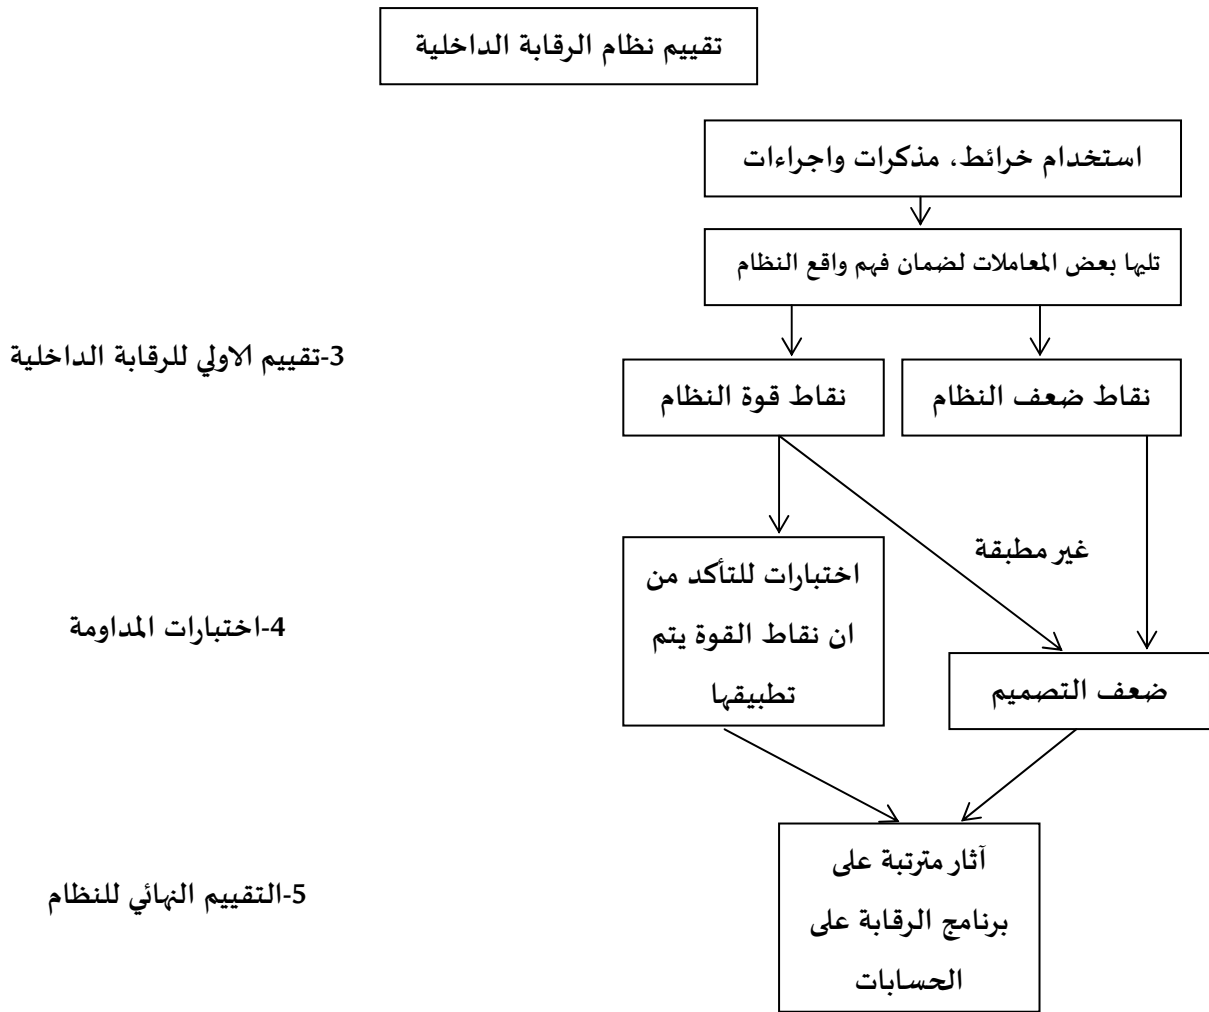 تقييم نظام الرقابة الداخلية
استخدام خرائط، مذكرات واجراءات
تليها بعض المعاملات لضمان فهم واقع النظام
3-تقييم الاولي للرقابة الداخلية
نقاط ضعف النظام
نقاط قوة النظام
غير مطبقة
4-اختبارات المداومة
اختبارات للتأكد من
ان نقاط القوة يتم
تطبيقها
ضعف التصميم
5-التقييم النهائي للنظام
آثار مترتبة على
برنامج الرقابة على
الحسابات